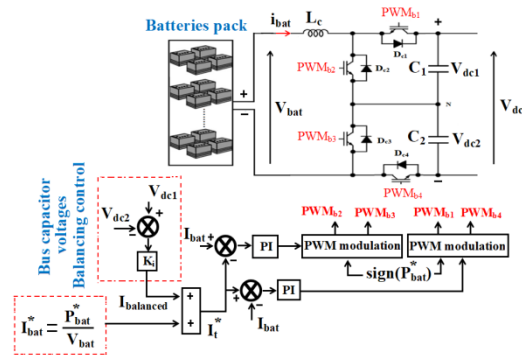 Batteries pack
i_bat
L_c
PWM_b1
+
D_c1
C_1
V_dc1
PWM_b2
D_c2
+
−
V_bat
N
V_dc
PWM_b3
D_c3
C_2
V_dc2
D_c4
−
PWM_b4
Bus capacitor
voltages
Balancing control
V_dc1
V_dc2
+
−
K_i
I_balanced
I*_bat = P*_bat / V_bat
+
+
I*_t
I_bat
+
−
PI
PWM modulation
PWM_b2
PWM_b3
PWM_b1
PWM_b4
PWM modulation
sign(P*_bat)
+
−
PI
I_bat